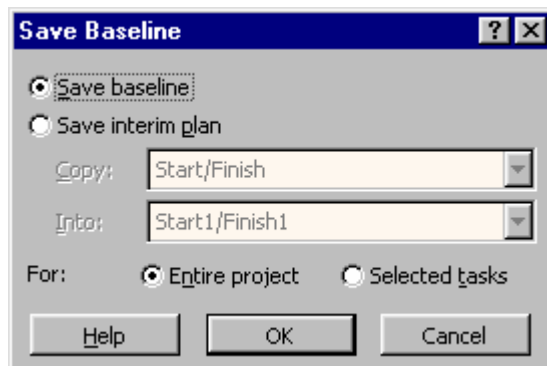 Save Baseline
Save baseline
Save interim plan
Copy: Start/Finish
Into: Start1/Finish1
For: Entire project Selected tasks
Help OK Cancel